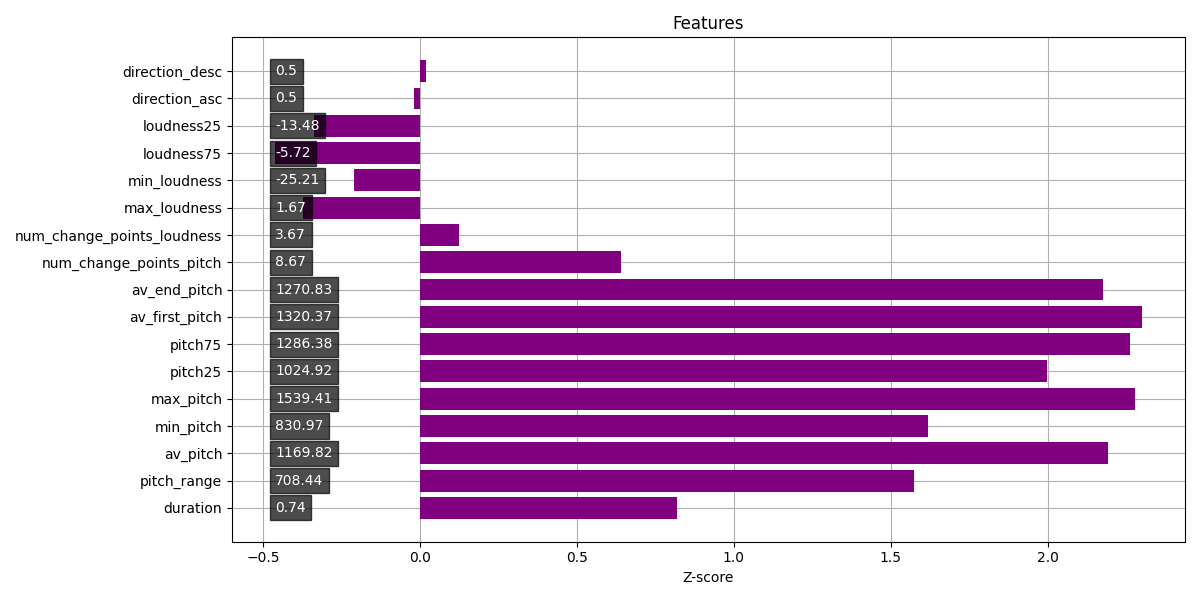 Features
direction_desc 0.5
direction_asc 0.5
loudness25 -13.48
loudness75 -5.72
min_loudness -25.21
max_loudness 1.67
num_change_points_loudness 3.67
num_change_points_pitch 8.67
av_end_pitch 1270.83
av_first_pitch 1320.37
pitch75 1286.38
pitch25 1024.92
max_pitch 1539.41
min_pitch 830.97
av_pitch 1169.82
pitch_range 708.44
duration 0.74
−0.5 0.0 0.5 1.0 1.5 2.0
Z-score